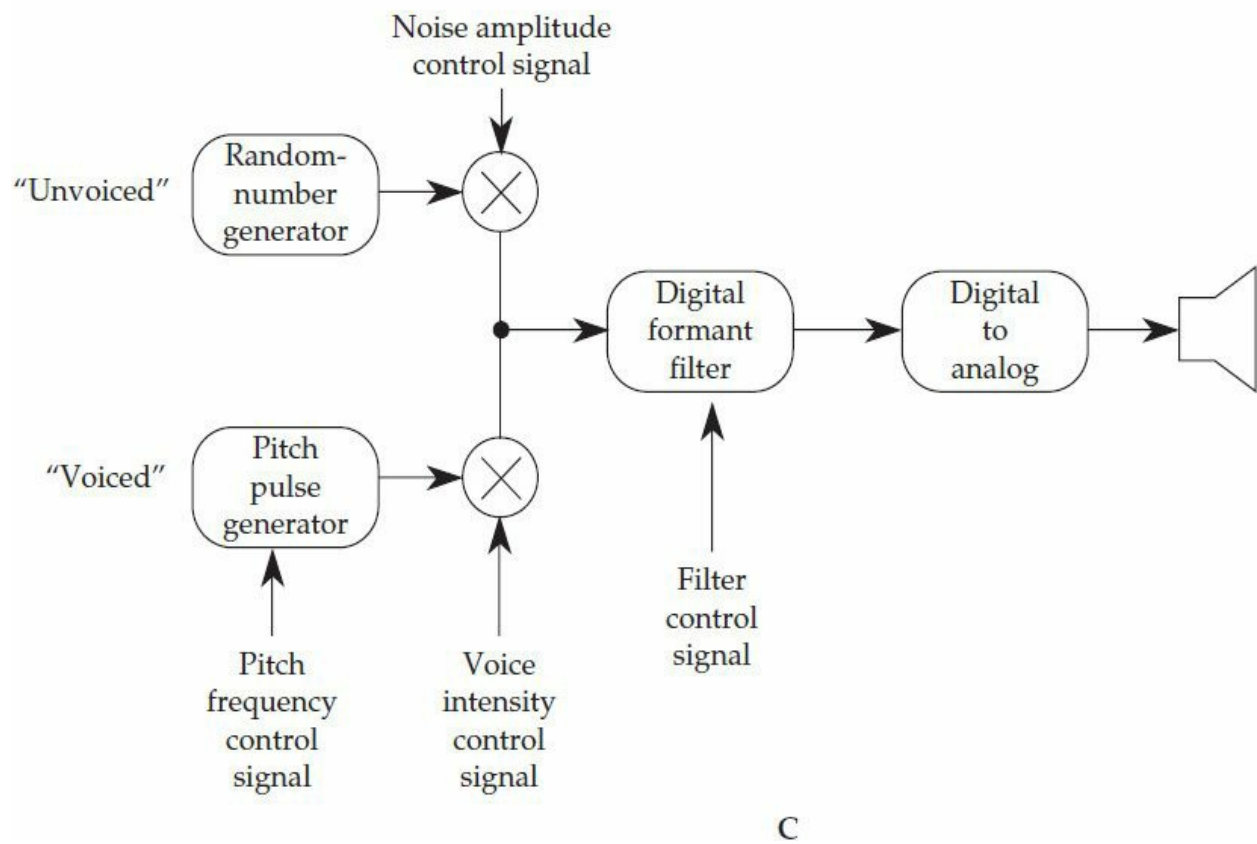 Noise amplitude
control signal
“Unvoiced”
Random-
number
generator
Digital
formant
filter
Digital
to
analog
“Voiced”
Pitch
pulse
generator
Filter
control
signal
Pitch
frequency
control
signal
Voice
intensity
control
signal
C